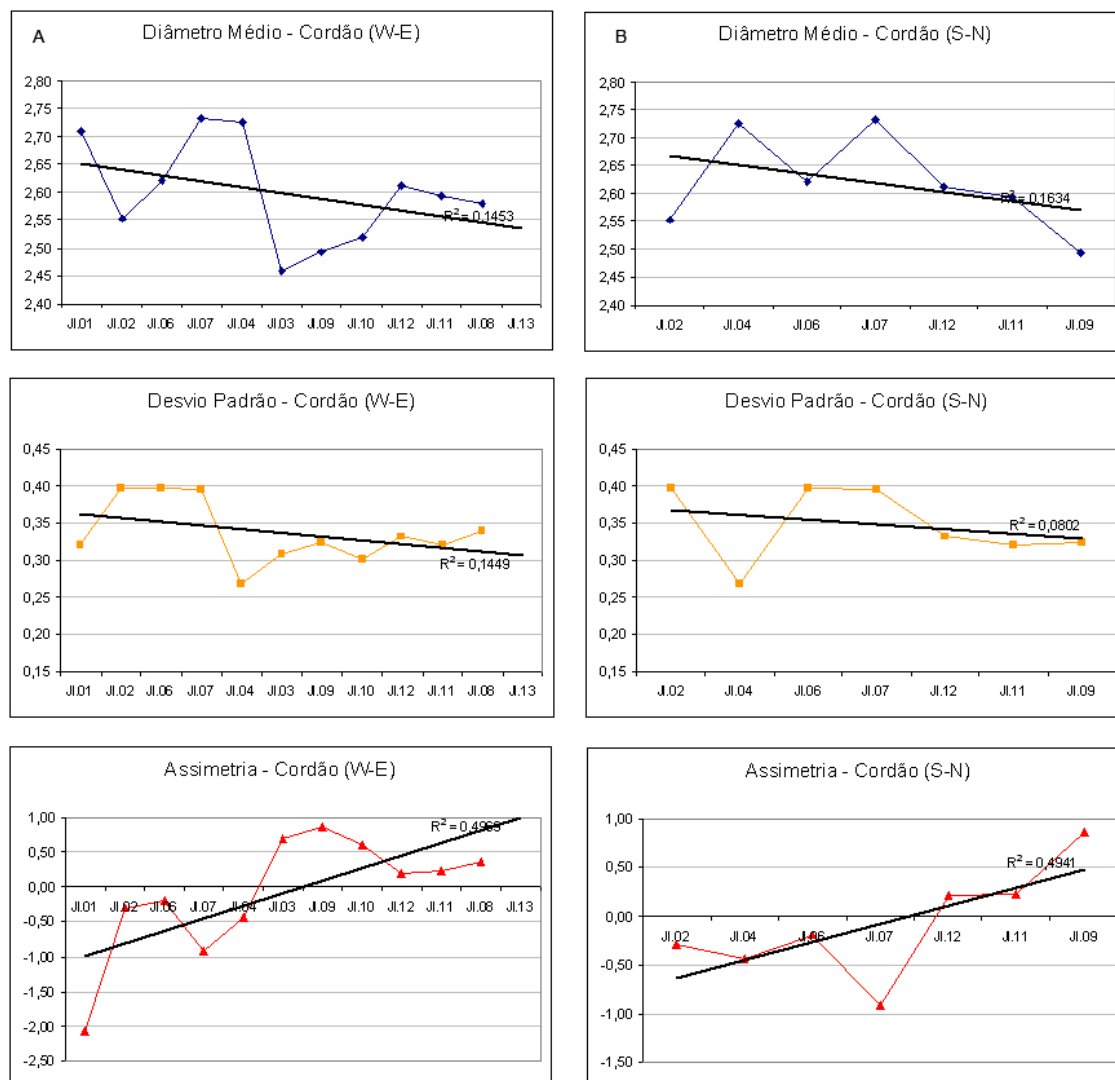 A
Diâmetro Médio - Cordão (W-E)
2,80
2,75
2,70
2,65
2,60
2,55
2,50
2,45
2,40
R² = 0,1453
JI.01 JI.02 JI.06 JI.07 JI.04 JI.03 JI.09 JI.10 JI.12 JI.11 JI.08 JI.13
B
Diâmetro Médio - Cordão (S-N)
2,80
2,75
2,70
2,65
2,60
2,55
2,50
2,45
2,40
R² = 0,1634
JI.02 JI.04 JI.06 JI.07 JI.12 JI.11 JI.09
Desvio Padrão - Cordão (W-E)
0,45
0,40
0,35
0,30
0,25
0,20
0,15
R² = 0,1449
JI.01 JI.02 JI.06 JI.07 JI.04 JI.03 JI.09 JI.10 JI.12 JI.11 JI.08 JI.13
Desvio Padrão - Cordão (S-N)
0,45
0,40
0,35
0,30
0,25
0,20
0,15
R² = 0,0802
JI.02 JI.04 JI.06 JI.07 JI.12 JI.11 JI.09
Assimetria - Cordão (W-E)
1,00
0,50
0,00
-0,50
-1,00
-1,50
-2,00
-2,50
R² =
JI.01 JI.02 JI.06 JI.07 JI.04 JI.03 JI.09 JI.10 JI.12 JI.11 JI.08 JI.13
Assimetria - Cordão (S-N)
1,00
0,50
0,00
-0,50
-1,00
-1,50
R² = 0,4941
JI.02 JI.04 JI.06 JI.07 JI.12 JI.11 JI.09